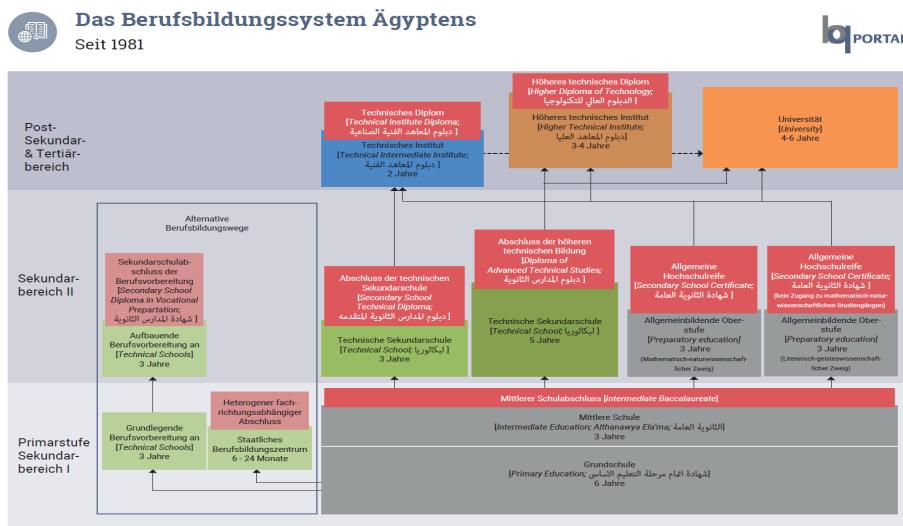 Das Berufsbildungssystem Ägyptens
Seit 1981
bq PORTAL
Post-
Sekundar-
& Tertiär-
bereich
Technisches Diplom
[Technical Institute Diploma;
دبلوم المعاهد الفنية الصناعية ]
Technisches Institut
[Technical Intermediate Institute;
دبلوم المعاهد الفنية ]
2 Jahre
Höheres technisches Diplom
[Higher Diploma of Technology;
الدبلوم العالي للتكنولوجيا ]
Höheres technisches Institut
[Higher Technical Institute;
دبلوم المعاهد العليا ]
3-4 Jahre
Universität
[University]
4-6 Jahre
Sekundar-
bereich II
Alternative
Berufsbildungswege
Sekundarschulab-
schluss der
Berufsvorbereitung
[Secondary School
Diploma in Vocational
Prepartation;
شهادة المدارس الثانوية ]
Aufbauende
Berufsvorbereitung an
[Technical Schools]
3 Jahre
Abschluss der technischen
Sekundarschule
[Secondary School
Technical Diploma;
دبلوم المدارس الثانوية المتقدمه ]
Technische Sekundarschule
[Technical School; ليكالوريا ]
3 Jahre
Abschluss der höheren
technischen Bildung
[Diploma of
Advanced Technical Studies;
دبلوم المدارس الثانوية ]
Technische Sekundarschule
[Technical School; ليكالوريا ]
5 Jahre
Allgemeine
Hochschulreife
[Secondary School Certificate;
شهادة الثانوية العامة ]
Allgemeinbildende Ober-
stufe
[Preparatory education]
3 Jahre
(Mathematisch-naturwissenschaft-
licher Zweig)
Allgemeine
Hochschulreife
[Secondary School Certificate;
شهادة الثانوية العامة ]
(kein Zugang zu mathematisch-natur-
wissenschaftlichen Studiengängen)
Allgemeinbildende Ober-
stufe
[Preparatory education]
3 Jahre
(Literarisch-geisteswissenschaft-
licher Zweig)
Primarstufe
Sekundar-
bereich I
Grundlegende
Berufsvorbereitung an
[Technical Schools]
3 Jahre
Heterogener fach-
richtungsabhängiger
Abschluss
Staatliches
Berufsbildungszentrum
6 - 24 Monate
Mittlerer Schulabschluss [Intermediate Baccalaureate]
Mittlere Schule
[Intermediate Education; Althanawya Ela'ma; الثانوية العامة]
3 Jahre
Grundschule
[Primary Education; شهادة اتمام مرحلة التعليم الاساسى]
6 Jahre